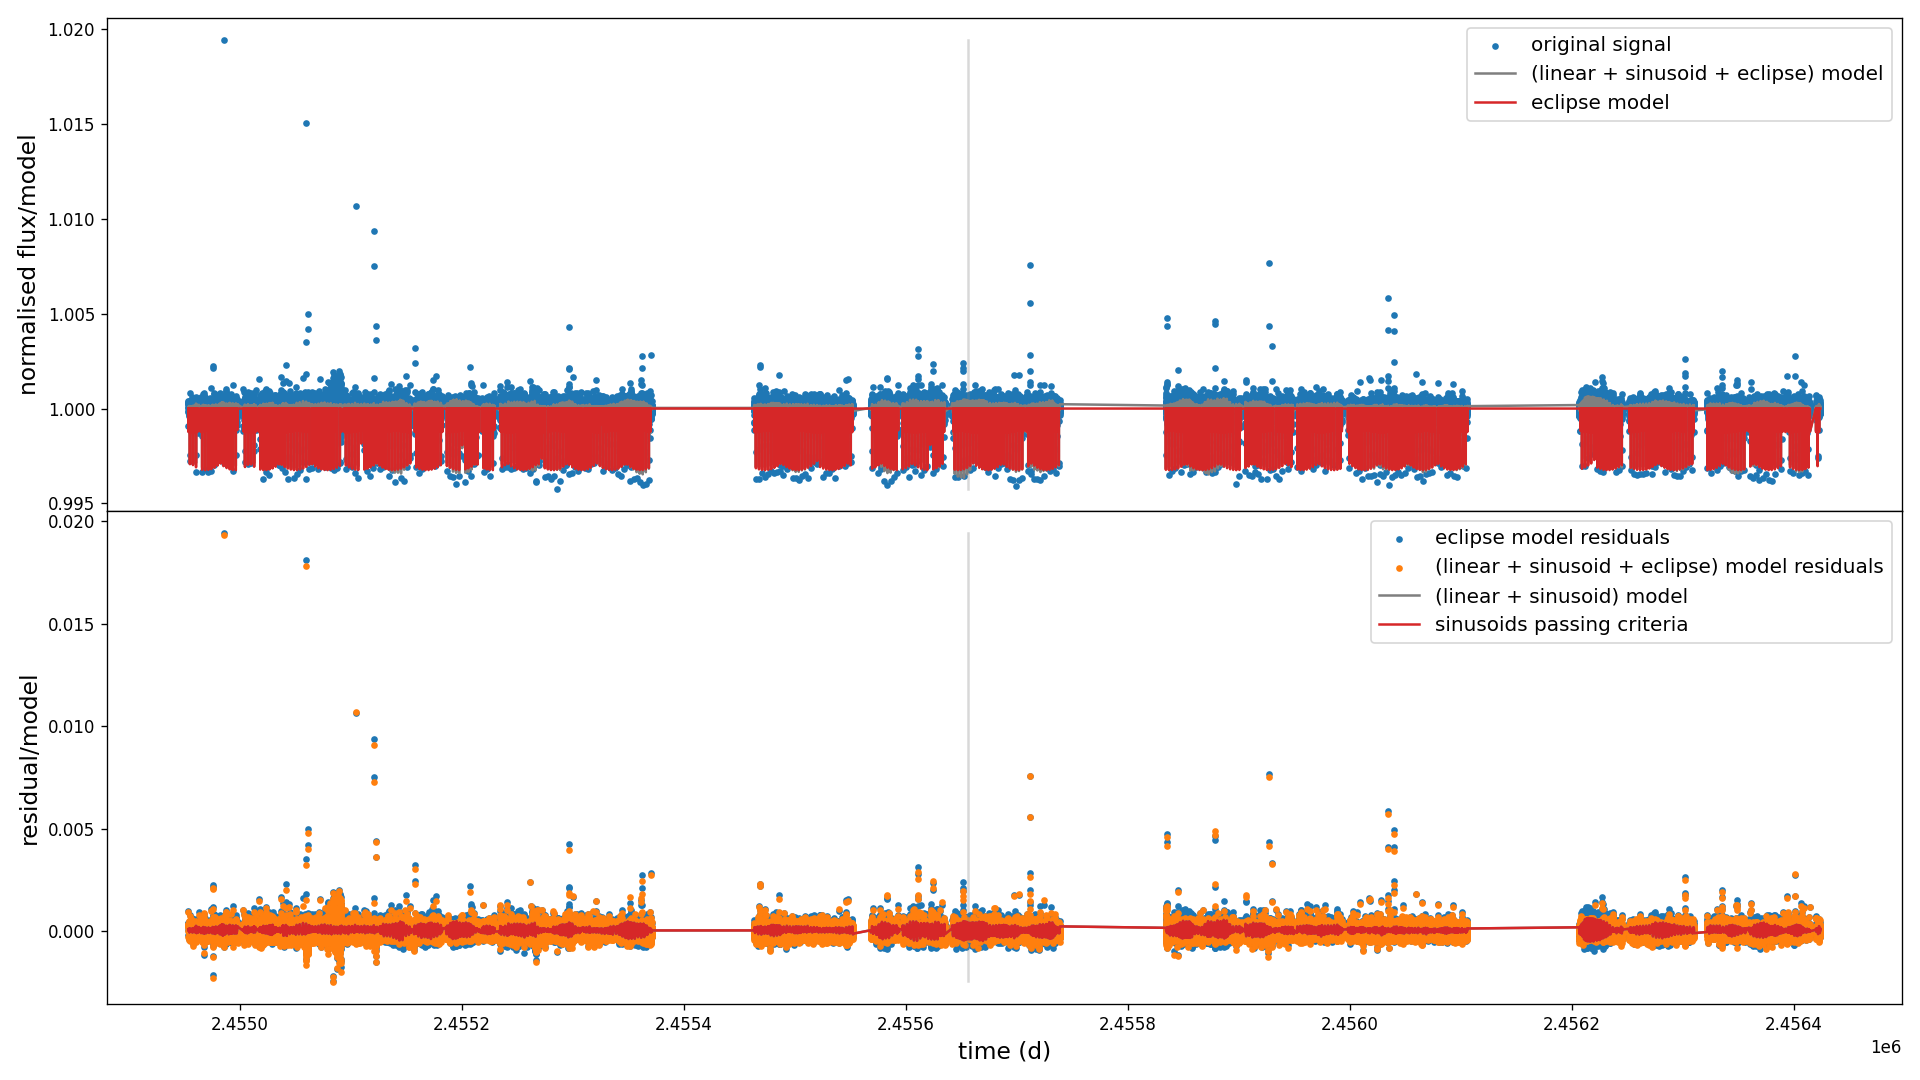 1.020
1.015
1.010
1.005
1.000
0.995
normalised flux/model
original signal
(linear + sinusoid + eclipse) model
eclipse model
0.020
0.015
0.010
0.005
0.000
residual/model
eclipse model residuals
(linear + sinusoid + eclipse) model residuals
(linear + sinusoid) model
sinusoids passing criteria
2.4550 2.4552 2.4554 2.4556 2.4558 2.4560 2.4562 2.4564
1e6
time (d)